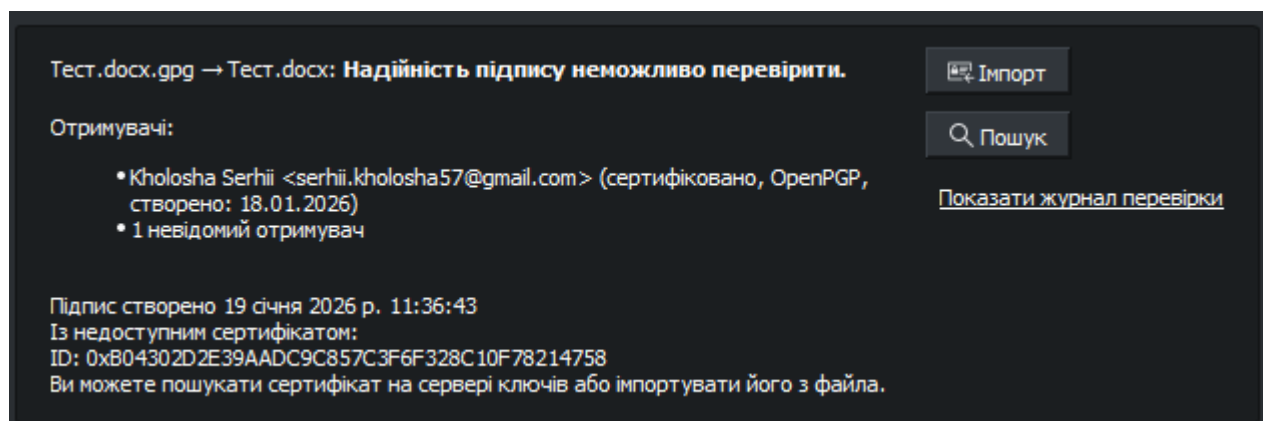 Тест.docx.gpg → Тест.docx: Надійність підпису неможливо перевірити.
Імпорт
Отримувачі:
Пошук
• Kholosha Serhii <serhii.kholosha57@gmail.com> (сертифіковано, OpenPGP,
створено: 18.01.2026)
Показати журнал перевірки
• 1 невідомий отримувач
Підпис створено 19 січня 2026 р. 11:36:43
Із недоступним сертифікатом:
ID: 0xB04302D2E39AADC9C857C3F6F328C10F78214758
Ви можете пошукати сертифікат на сервері ключів або імпортувати його з файла.